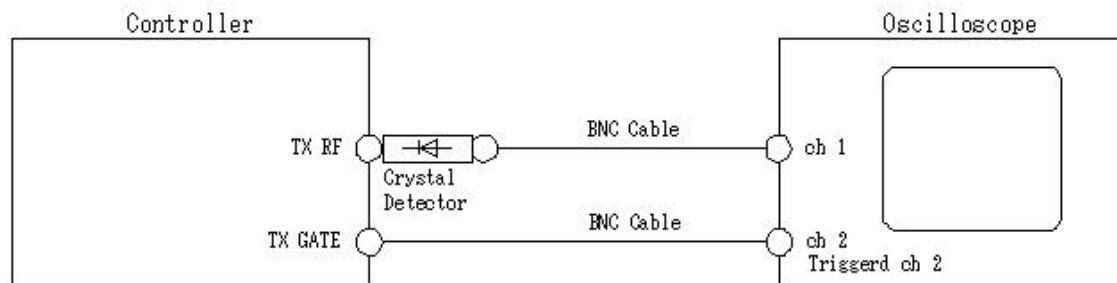 Controller
Oscilloscope
TX RF
BNC Cable
ch 1
Crystal
Detector
TX GATE
BNC Cable
ch 2
Triggerd ch 2